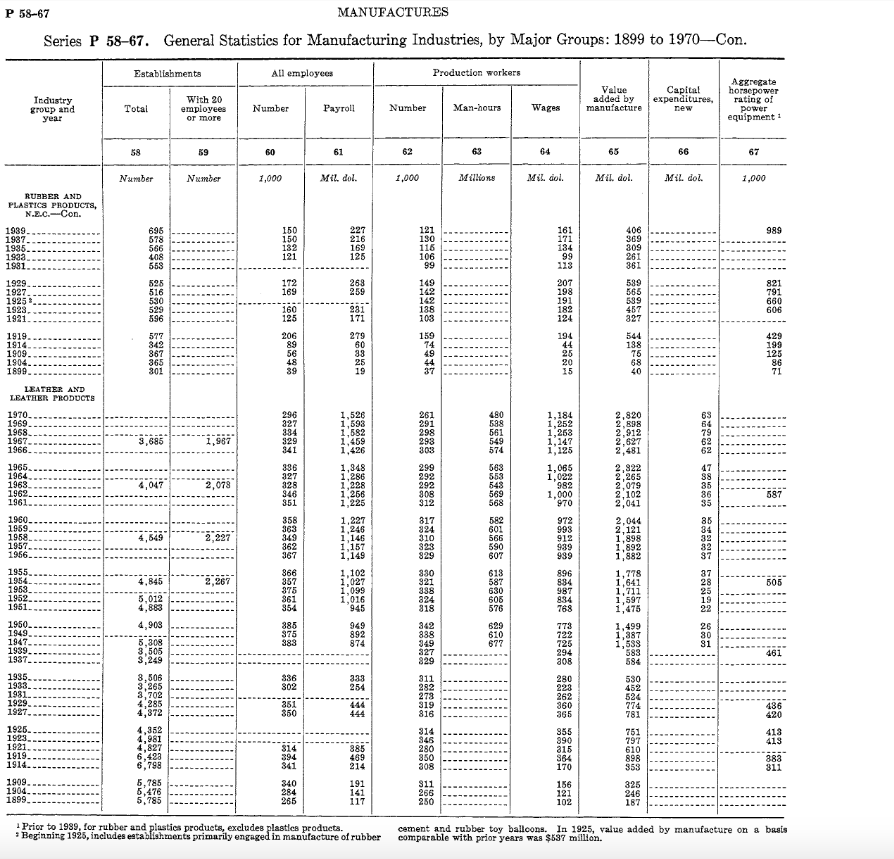 P 58–67 MANUFACTURES
Series P 58–67. General Statistics for Manufacturing Industries, by Major Groups: 1899 to 1970—Con.
Industry group and year | Establishments | All employees | Production workers | Value added by manufacture | Capital expenditures, new | Aggregate horsepower rating of power equipment ¹
Total | With 20 employees or more | Number | Payroll | Number | Man-hours | Wages
58 59 60 61 62 63 64 65 66 67
Number Number 1,000 Mil. dol. 1,000 Millions Mil. dol. Mil. dol. Mil. dol. 1,000
RUBBER AND
PLASTICS PRODUCTS,
N.E.C.—Con.
1939 695 150 227 121 161 406 989
1937 578 150 216 130 171 369
1935 566 132 169 115 134 309
1933 408 121 125 106 99 261
1931 553 99 113 361
1929 525 172 263 149 207 539 821
1927 516 169 259 142 198 565 791
1925 ² 530 142 191 539 660
1923 529 160 231 138 182 457 606
1921 596 125 171 103 124 327
1919 577 206 279 159 194 544 429
1914 342 89 60 74 44 138 199
1909 367 56 33 49 25 75 125
1904 365 48 25 44 20 68 86
1899 301 39 19 37 15 40 71
LEATHER AND
LEATHER PRODUCTS
1970 296 1,526 261 480 1,184 2,820 63
1969 327 1,593 291 538 1,252 2,898 64
1968 334 1,582 298 561 1,253 2,912 79
1967 3,685 1,967 329 1,459 293 549 1,147 2,627 62
1966 341 1,426 303 574 1,125 2,481 62
1965 336 1,348 299 563 1,065 2,322 47
1964 327 1,286 292 553 1,022 2,265 38
1963 4,047 2,073 328 1,228 292 543 982 2,079 35
1962 346 1,256 308 569 1,000 2,102 36 587
1961 351 1,225 312 568 970 2,041 35
1960 358 1,227 317 582 972 2,044 35
1959 363 1,246 324 601 993 2,121 34
1958 4,549 2,227 349 1,146 310 566 912 1,898 32
1957 362 1,157 323 590 939 1,892 32
1956 367 1,149 329 607 939 1,882 37
1955 366 1,102 330 613 896 1,778 37
1954 4,845 2,267 357 1,027 321 587 834 1,641 28 505
1953 375 1,099 338 630 987 1,711 25
1952 5,012 361 1,016 324 605 834 1,597 19
1951 4,883 354 945 318 576 768 1,475 22
1950 4,903 385 949 342 629 773 1,499 26
1949 375 892 338 610 722 1,387 30
1947 5,308 383 874 349 677 725 1,533 31
1939 3,505 327 294 583 461
1937 3,249 329 308 584
1935 3,506 336 333 311 280 530
1933 3,265 302 254 282 223 452
1931 3,702 273 262 524
1929 4,285 351 444 319 360 774 436
1927 4,372 350 444 316 365 781 420
1925 4,352 314 355 751 413
1923 4,981 346 390 797 413
1921 4,827 314 385 280 315 610
1919 6,423 394 469 350 364 898 383
1914 6,798 341 214 308 170 353 311
1909 5,785 340 191 311 156 325
1904 5,476 284 141 266 121 246
1899 5,785 265 117 250 102 187
¹ Prior to 1939, for rubber and plastics products, excludes plastics products.
² Beginning 1925, includes establishments primarily engaged in manufacture of rubber
cement and rubber toy balloons. In 1925, value added by manufacture on a basis
comparable with prior years was $537 million.